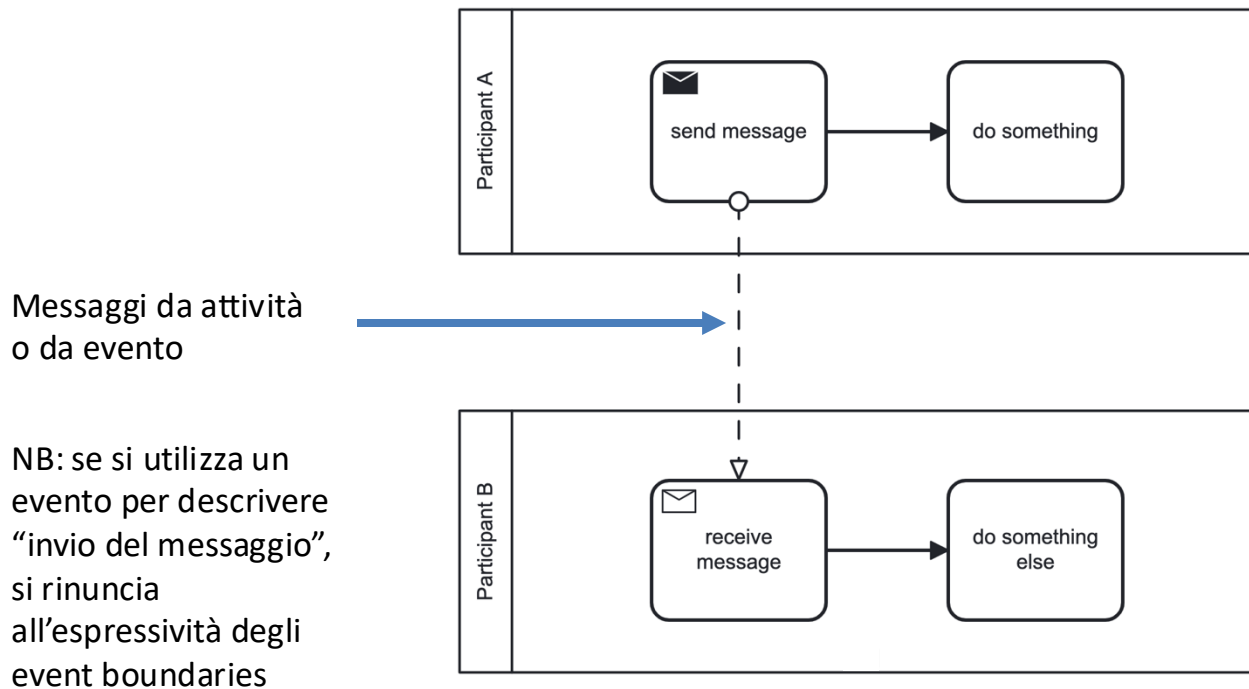 Participant A
send message
do something
Messaggi da attività
o da evento
NB: se si utilizza un
evento per descrivere
“invio del messaggio”,
si rinuncia
all’espressività degli
event boundaries
Participant B
receive
message
do something
else